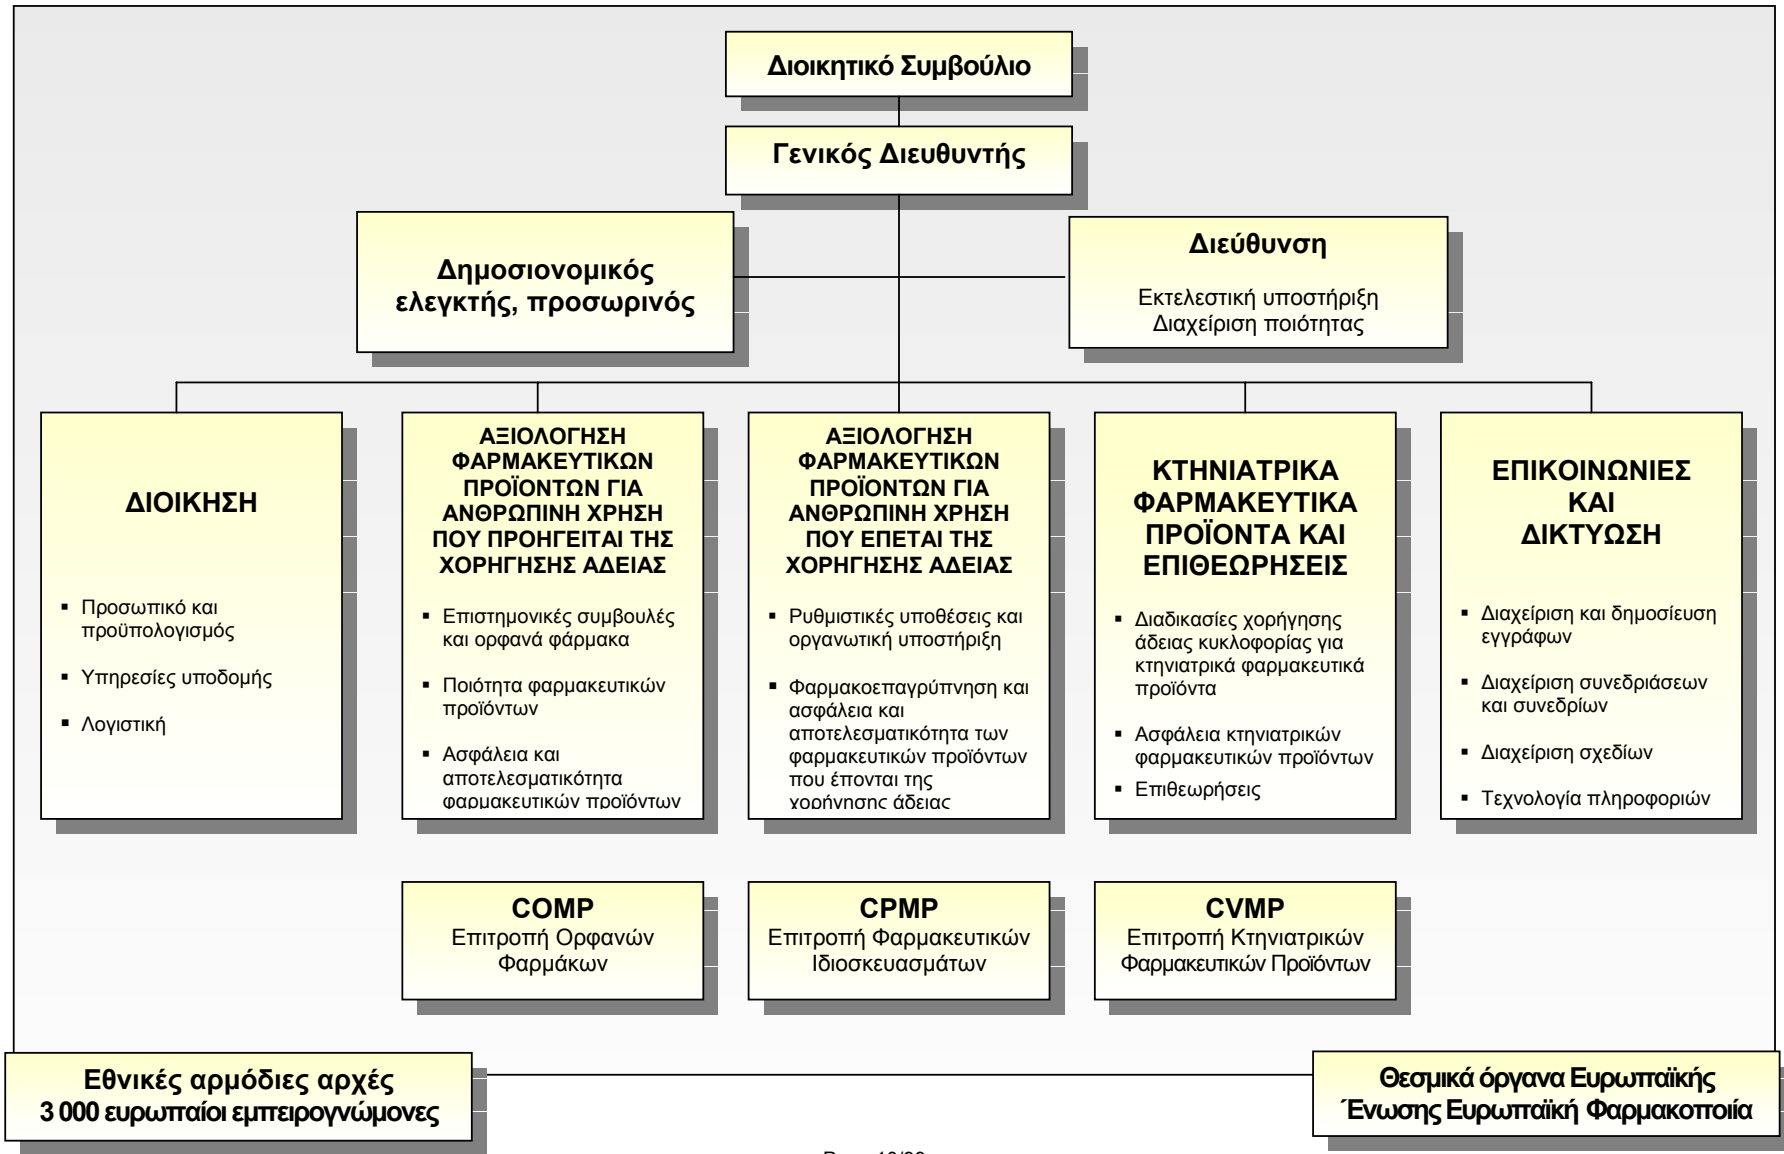 Διοικητικό Συμβούλιο
Γενικός Διευθυντής
Δημοσιονομικός
ελεγκτής, προσωρινός
Διεύθυνση
Εκτελεστική υποστήριξη
Διαχείριση ποιότητας
ΔΙΟΙΚΗΣΗ
▪ Προσωπικό και
προϋπολογισμός
▪ Υπηρεσίες υποδομής
▪ Λογιστική
ΑΞΙΟΛΟΓΗΣΗ
ΦΑΡΜΑΚΕΥΤΙΚΩΝ
ΠΡΟΪΟΝΤΩΝ ΓΙΑ
ΑΝΘΡΩΠΙΝΗ ΧΡΗΣΗ
ΠΟΥ ΠΡΟΗΓΕΙΤΑΙ ΤΗΣ
ΧΟΡΗΓΗΣΗΣ ΑΔΕΙΑΣ
▪ Επιστημονικές συμβουλές
και ορφανά φάρμακα
▪ Ποιότητα φαρμακευτικών
προϊόντων
▪ Ασφάλεια και
αποτελεσματικότητα
φαρμακευτικών προϊόντων
ΑΞΙΟΛΟΓΗΣΗ
ΦΑΡΜΑΚΕΥΤΙΚΩΝ
ΠΡΟΪΟΝΤΩΝ ΓΙΑ
ΑΝΘΡΩΠΙΝΗ ΧΡΗΣΗ
ΠΟΥ ΕΠΕΤΑΙ ΤΗΣ
ΧΟΡΗΓΗΣΗΣ ΑΔΕΙΑΣ
▪ Ρυθμιστικές υποθέσεις και
οργανωτική υποστήριξη
▪ Φαρμακοεπαγρύπνηση και
ασφάλεια και
αποτελεσματικότητα των
φαρμακευτικών προϊόντων
που έπονται της
χορήγησης άδειας
ΚΤΗΝΙΑΤΡΙΚΑ
ΦΑΡΜΑΚΕΥΤΙΚΑ
ΠΡΟΪΟΝΤΑ ΚΑΙ
ΕΠΙΘΕΩΡΗΣΕΙΣ
▪ Διαδικασίες χορήγησης
άδειας κυκλοφορίας για
κτηνιατρικά φαρμακευτικά
προϊόντα
▪ Ασφάλεια κτηνιατρικών
φαρμακευτικών προϊόντων
▪ Επιθεωρήσεις
ΕΠΙΚΟΙΝΩΝΙΕΣ
ΚΑΙ
ΔΙΚΤΥΩΣΗ
▪ Διαχείριση και δημοσίευση
εγγράφων
▪ Διαχείριση συνεδριάσεων
και συνεδρίων
▪ Διαχείριση σχεδίων
▪ Τεχνολογία πληροφοριών
COMP
Επιτροπή Ορφανών
Φαρμάκων
CPMP
Επιτροπή Φαρμακευτικών
Ιδιοσκευασμάτων
CVMP
Επιτροπή Κτηνιατρικών
Φαρμακευτικών Προϊόντων
Εθνικές αρμόδιες αρχές
3 000 ευρωπαίοι εμπειρογνώμονες
Θεσμικά όργανα Ευρωπαϊκής
Ένωσης Ευρωπαϊκή Φαρμακοποιία